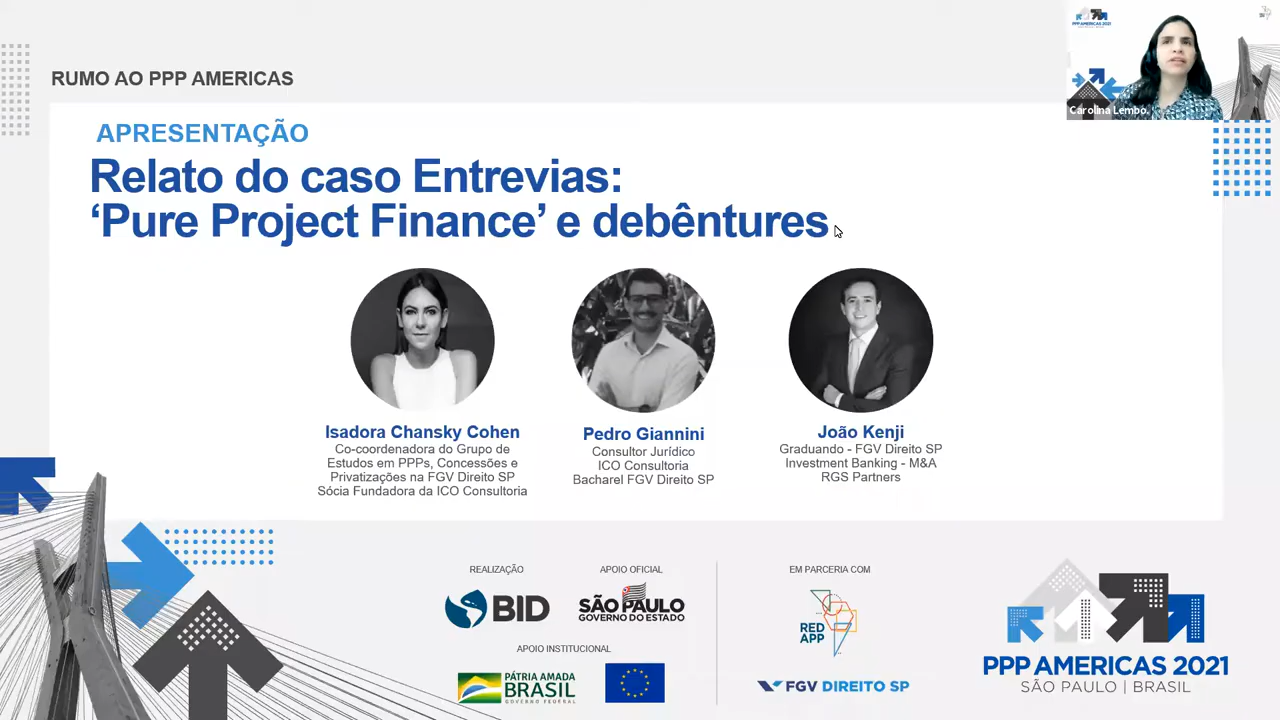 PPP AMERICAS 2021
Carolina Lembo
RUMO AO PPP AMERICAS
APRESENTAÇÃO
Relato do caso Entrevias:
‘Pure Project Finance’ e debêntures
Isadora Chansky Cohen
Co-coordenadora do Grupo de
Estudos em PPPs, Concessões e
Privatizações na FGV Direito SP
Sócia Fundadora da ICO Consultoria
Pedro Giannini
Consultor Jurídico
ICO Consultoria
Bacharel FGV Direito SP
João Kenji
Graduando - FGV Direito SP
Investment Banking - M&A
RGS Partners
REALIZAÇÃO
BID
APOIO OFICIAL
SÃO PAULO
GOVERNO DO ESTADO
APOIO INSTITUCIONAL
PÁTRIA AMADA
BRASIL
GOVERNO FEDERAL
EM PARCERIA COM
RED
APP
FGV DIREITO SP
PPP AMERICAS 2021
SÃO PAULO | BRASIL